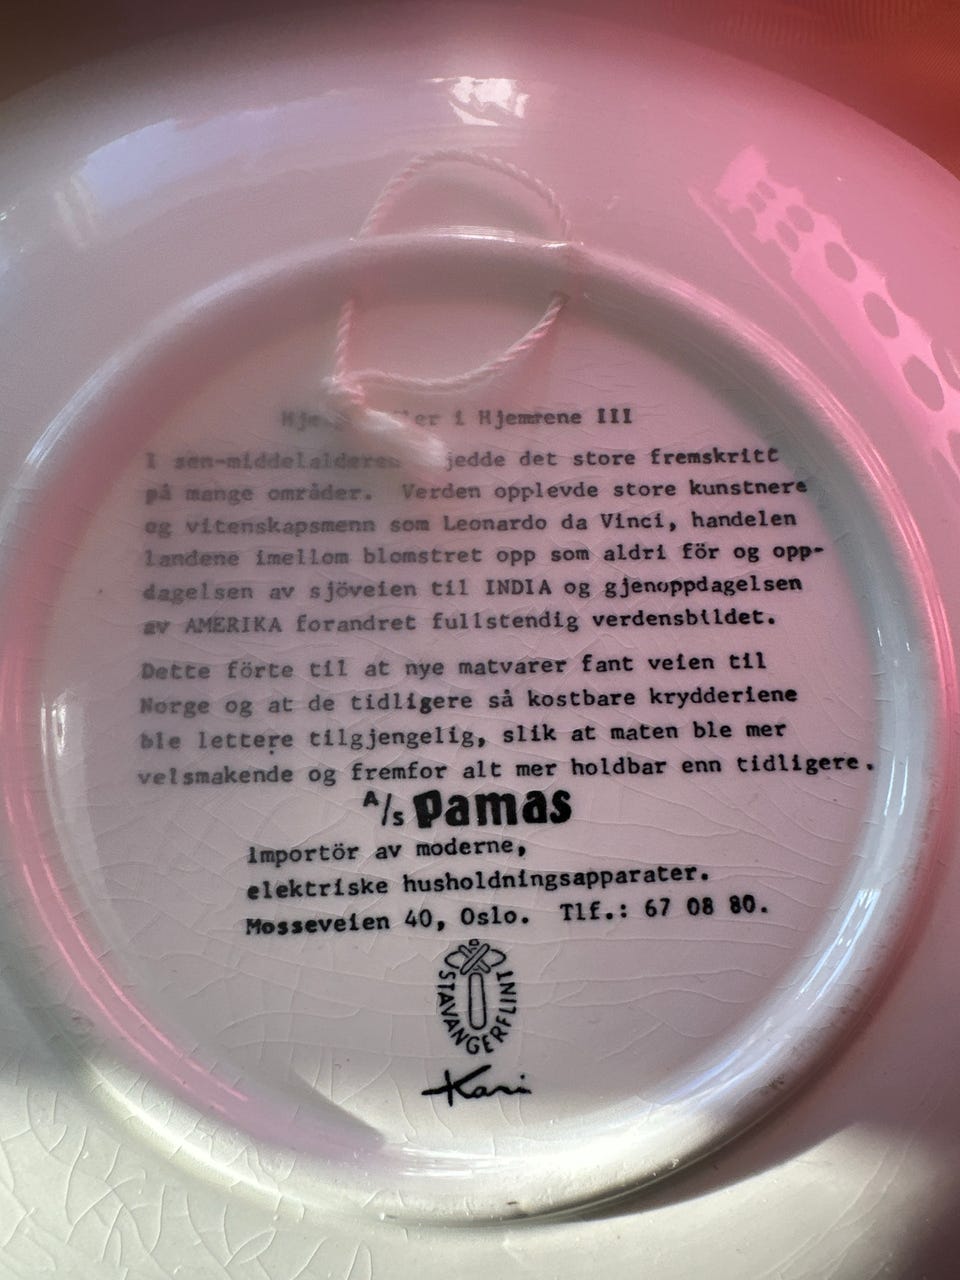 i Hjemrene III
I sen-middelalderen det store fremskritt
på mange områder. Verden opplevde store kunstnere
og vitenskapsmenn som Leonardo da Vinci, handelen
landene imellom blomstret opp som aldri för og opp-
dagelsen av sjöveien til INDIA og gjenoppdagelsen
av AMERIKA forandret fullstendig verdensbildet.
Dette förte til at nye matvarer fant veien til
Norge og at de tidligere så kostbare krydderiene
ble lettere tilgjengelig, slik at maten ble mer
velsmakende og fremfor alt mer holdbar enn tidligere.
A/s Pamas
Importör av moderne,
elektriske husholdningsapparater.
Mosseveien 40, Oslo. Tlf.: 67 08 80.
STAVANGERFLINT
Kari